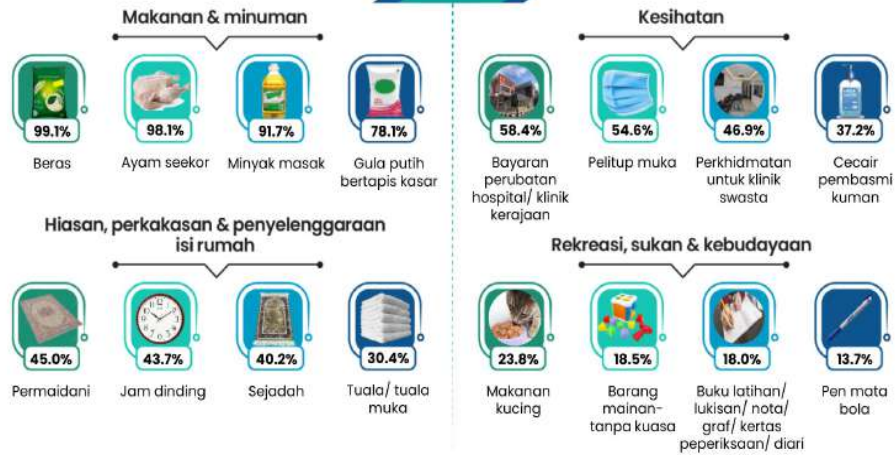 Makanan & minuman
99.1%
98.1%
91.7%
78.1%
Beras
Ayam seekor
Minyak masak
Gula putih
bertapis kasar
Kesihatan
58.4%
54.6%
46.9%
37.2%
Bayaran
perubatan
hospital/ klinik
kerajaan
Pelitup muka
Perkhidmatan
untuk klinik
swasta
Cecair
pembasmi
kuman
Hiasan, perkakasan & penyelenggaraan
isi rumah
45.0%
43.7%
40.2%
30.4%
Permaidani
Jam dinding
Sejadah
Tuala/ tuala
muka
Rekreasi, sukan & kebudayaan
23.8%
18.5%
18.0%
13.7%
Makanan
kucing
Barang
mainan-
tanpa kuasa
Buku latihan/
lukisan/ nota/
graf/ kertas
peperiksaan/ diari
Pen mata
bola